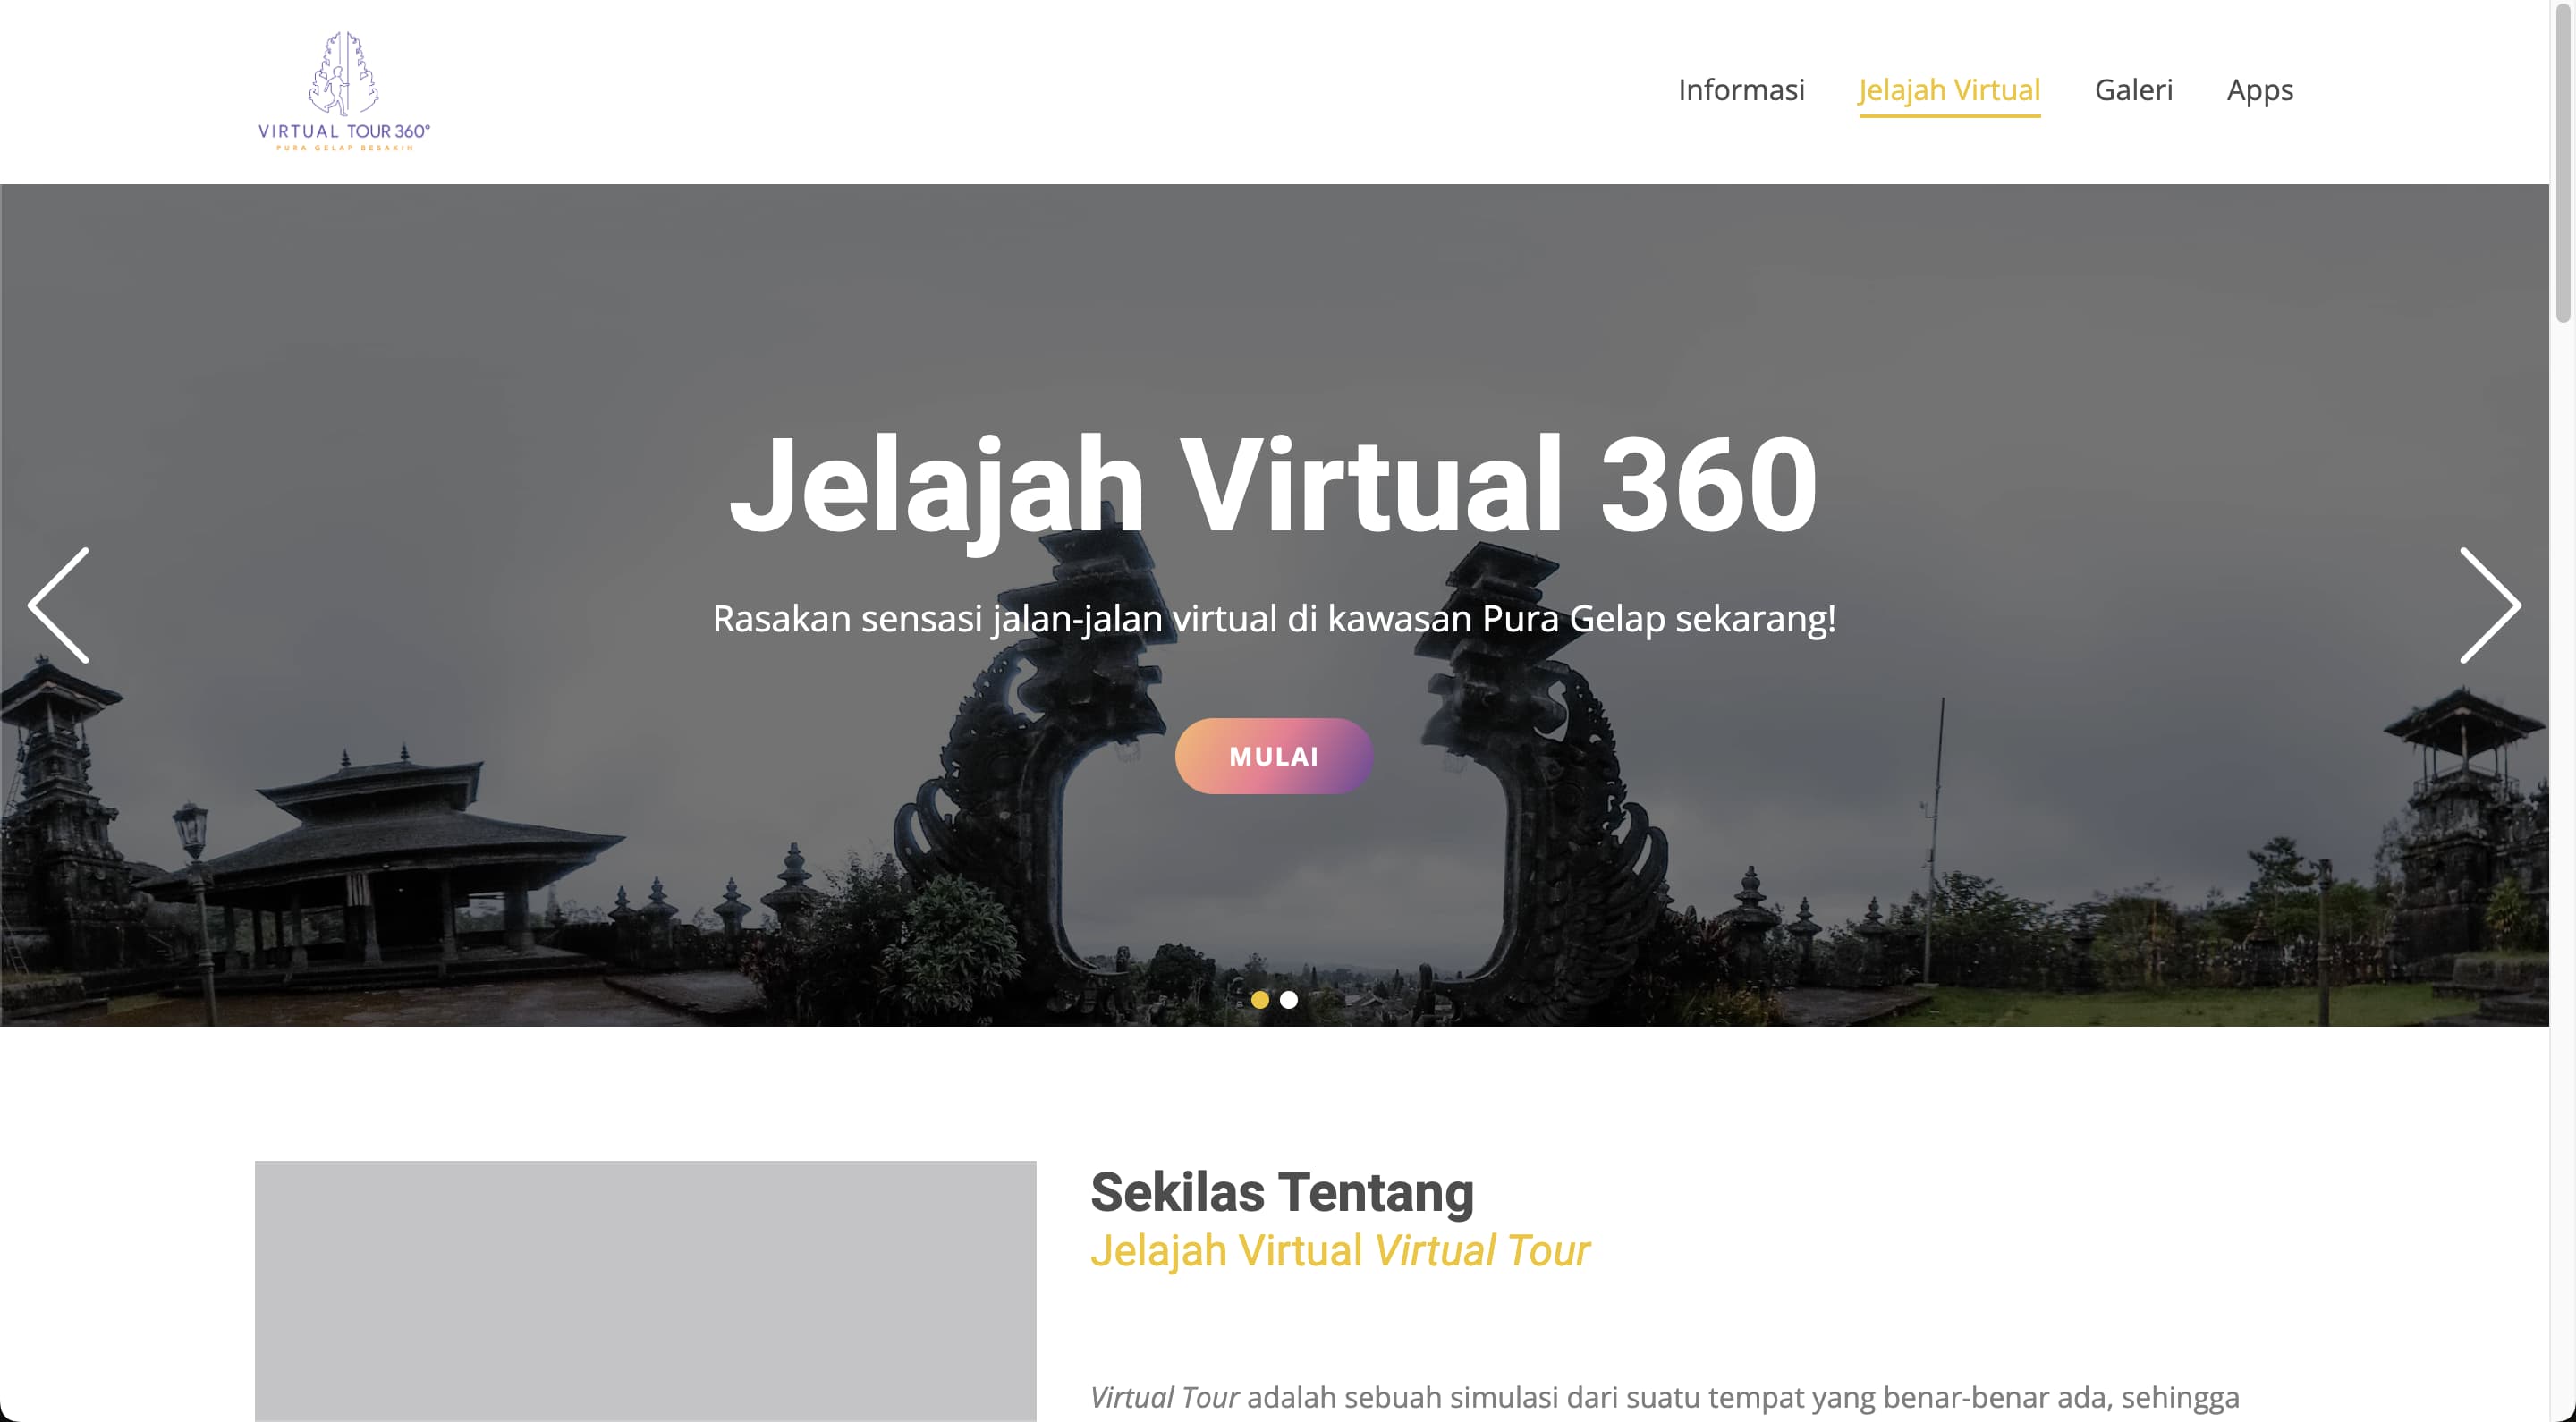 VIRTUAL TOUR 360°
PURA GELAP BESAKIH
Informasi Jelajah Virtual Galeri Apps
Jelajah Virtual 360
Rasakan sensasi jalan-jalan virtual di kawasan Pura Gelap sekarang!
MULAI
Sekilas Tentang
Jelajah Virtual Virtual Tour
Virtual Tour adalah sebuah simulasi dari suatu tempat yang benar-benar ada, sehingga